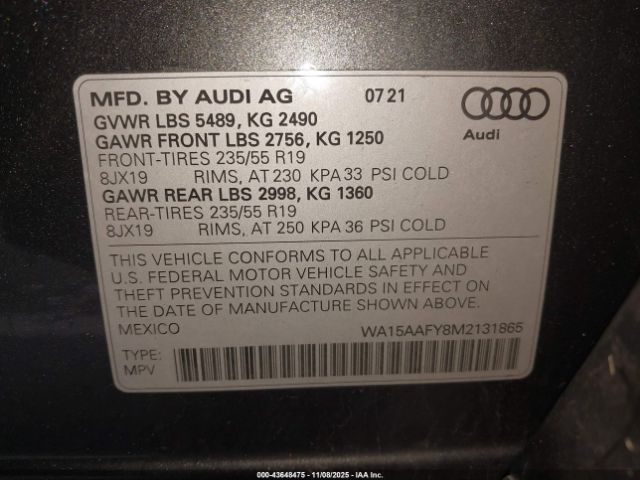 MFD. BY AUDI AG 07 21
GVWR LBS 5489, KG 2490
GAWR FRONT LBS 2756, KG 1250
FRONT-TIRES 235/55 R19
8JX19 RIMS, AT 230 KPA 33 PSI COLD
GAWR REAR LBS 2998, KG 1360
REAR-TIRES 235/55 R19
8JX19 RIMS, AT 250 KPA 36 PSI COLD
Audi
THIS VEHICLE CONFORMS TO ALL APPLICABLE
U.S. FEDERAL MOTOR VEHICLE SAFETY AND
THEFT PREVENTION STANDARDS IN EFFECT ON
THE DATE OF MANUFACTURE SHOWN ABOVE.
MEXICO WA15AAFY8M2131865
TYPE:
MPV
000-43648475 - 11/08/2025 - IAA Inc.